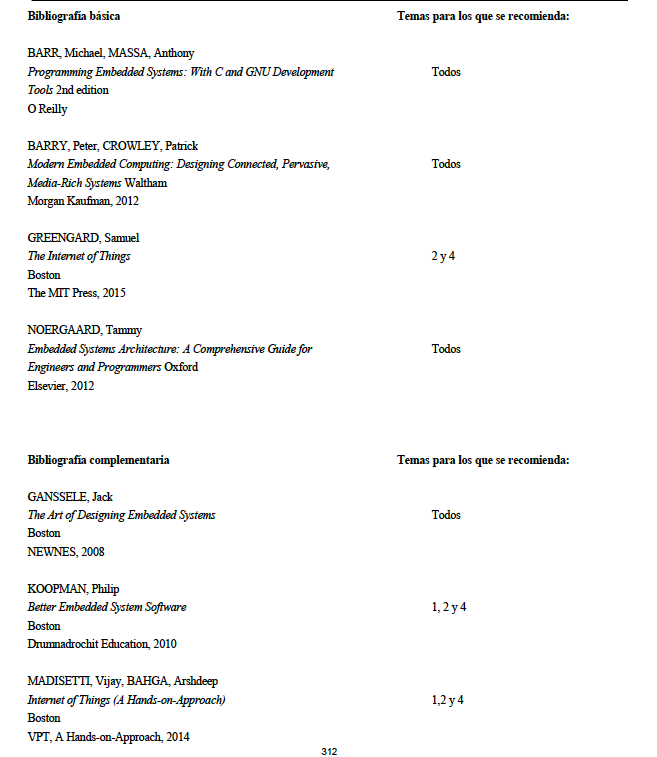 Bibliografía básica Temas para los que se recomienda:
BARR, Michael, MASSA, Anthony
Programming Embedded Systems: With C and GNU Development Todos
Tools 2nd edition
O Reilly
BARRY, Peter, CROWLEY, Patrick
Modern Embedded Computing: Designing Connected, Pervasive, Todos
Media-Rich Systems Waltham
Morgan Kaufman, 2012
GREENGARD, Samuel
The Internet of Things 2 y 4
Boston
The MIT Press, 2015
NOERGAARD, Tammy
Embedded Systems Architecture: A Comprehensive Guide for Todos
Engineers and Programmers Oxford
Elsevier, 2012
Bibliografía complementaria Temas para los que se recomienda:
GANSSELE, Jack
The Art of Designing Embedded Systems Todos
Boston
NEWNES, 2008
KOOPMAN, Philip
Better Embedded System Software 1, 2 y 4
Boston
Drumnadrochit Education, 2010
MADISETTI, Vijay, BAHGA, Arshdeep
Internet of Things (A Hands-on-Approach) 1,2 y 4
Boston
VPT, A Hands-on-Approach, 2014
312